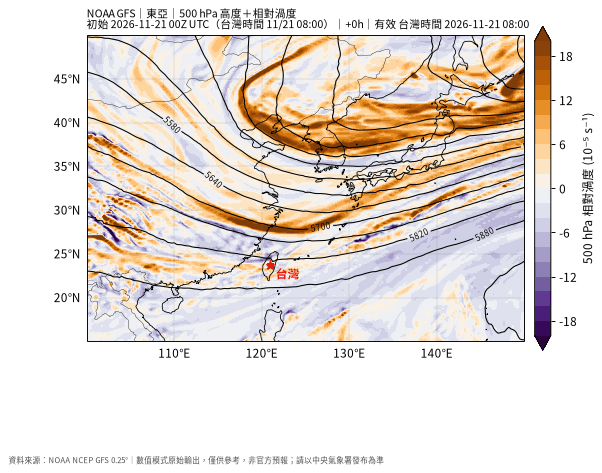 NOAA GFS｜東亞｜500 hPa 高度＋相對渦度
初始 2026-11-21 00Z UTC（台灣時間 11/21 08:00）｜+0h｜有效 台灣時間 2026-11-21 08:00
45°N
40°N
35°N
30°N
25°N
20°N
110°E
120°E
130°E
140°E
5580
5640
5700
5820
5880
台灣
18
12
6
0
-6
-12
-18
500 hPa 相對渦度 (10⁻⁵ s⁻¹)
資料來源：NOAA NCEP GFS 0.25°｜數值模式原始輸出，僅供參考，非官方預報；請以中央氣象署發布為準